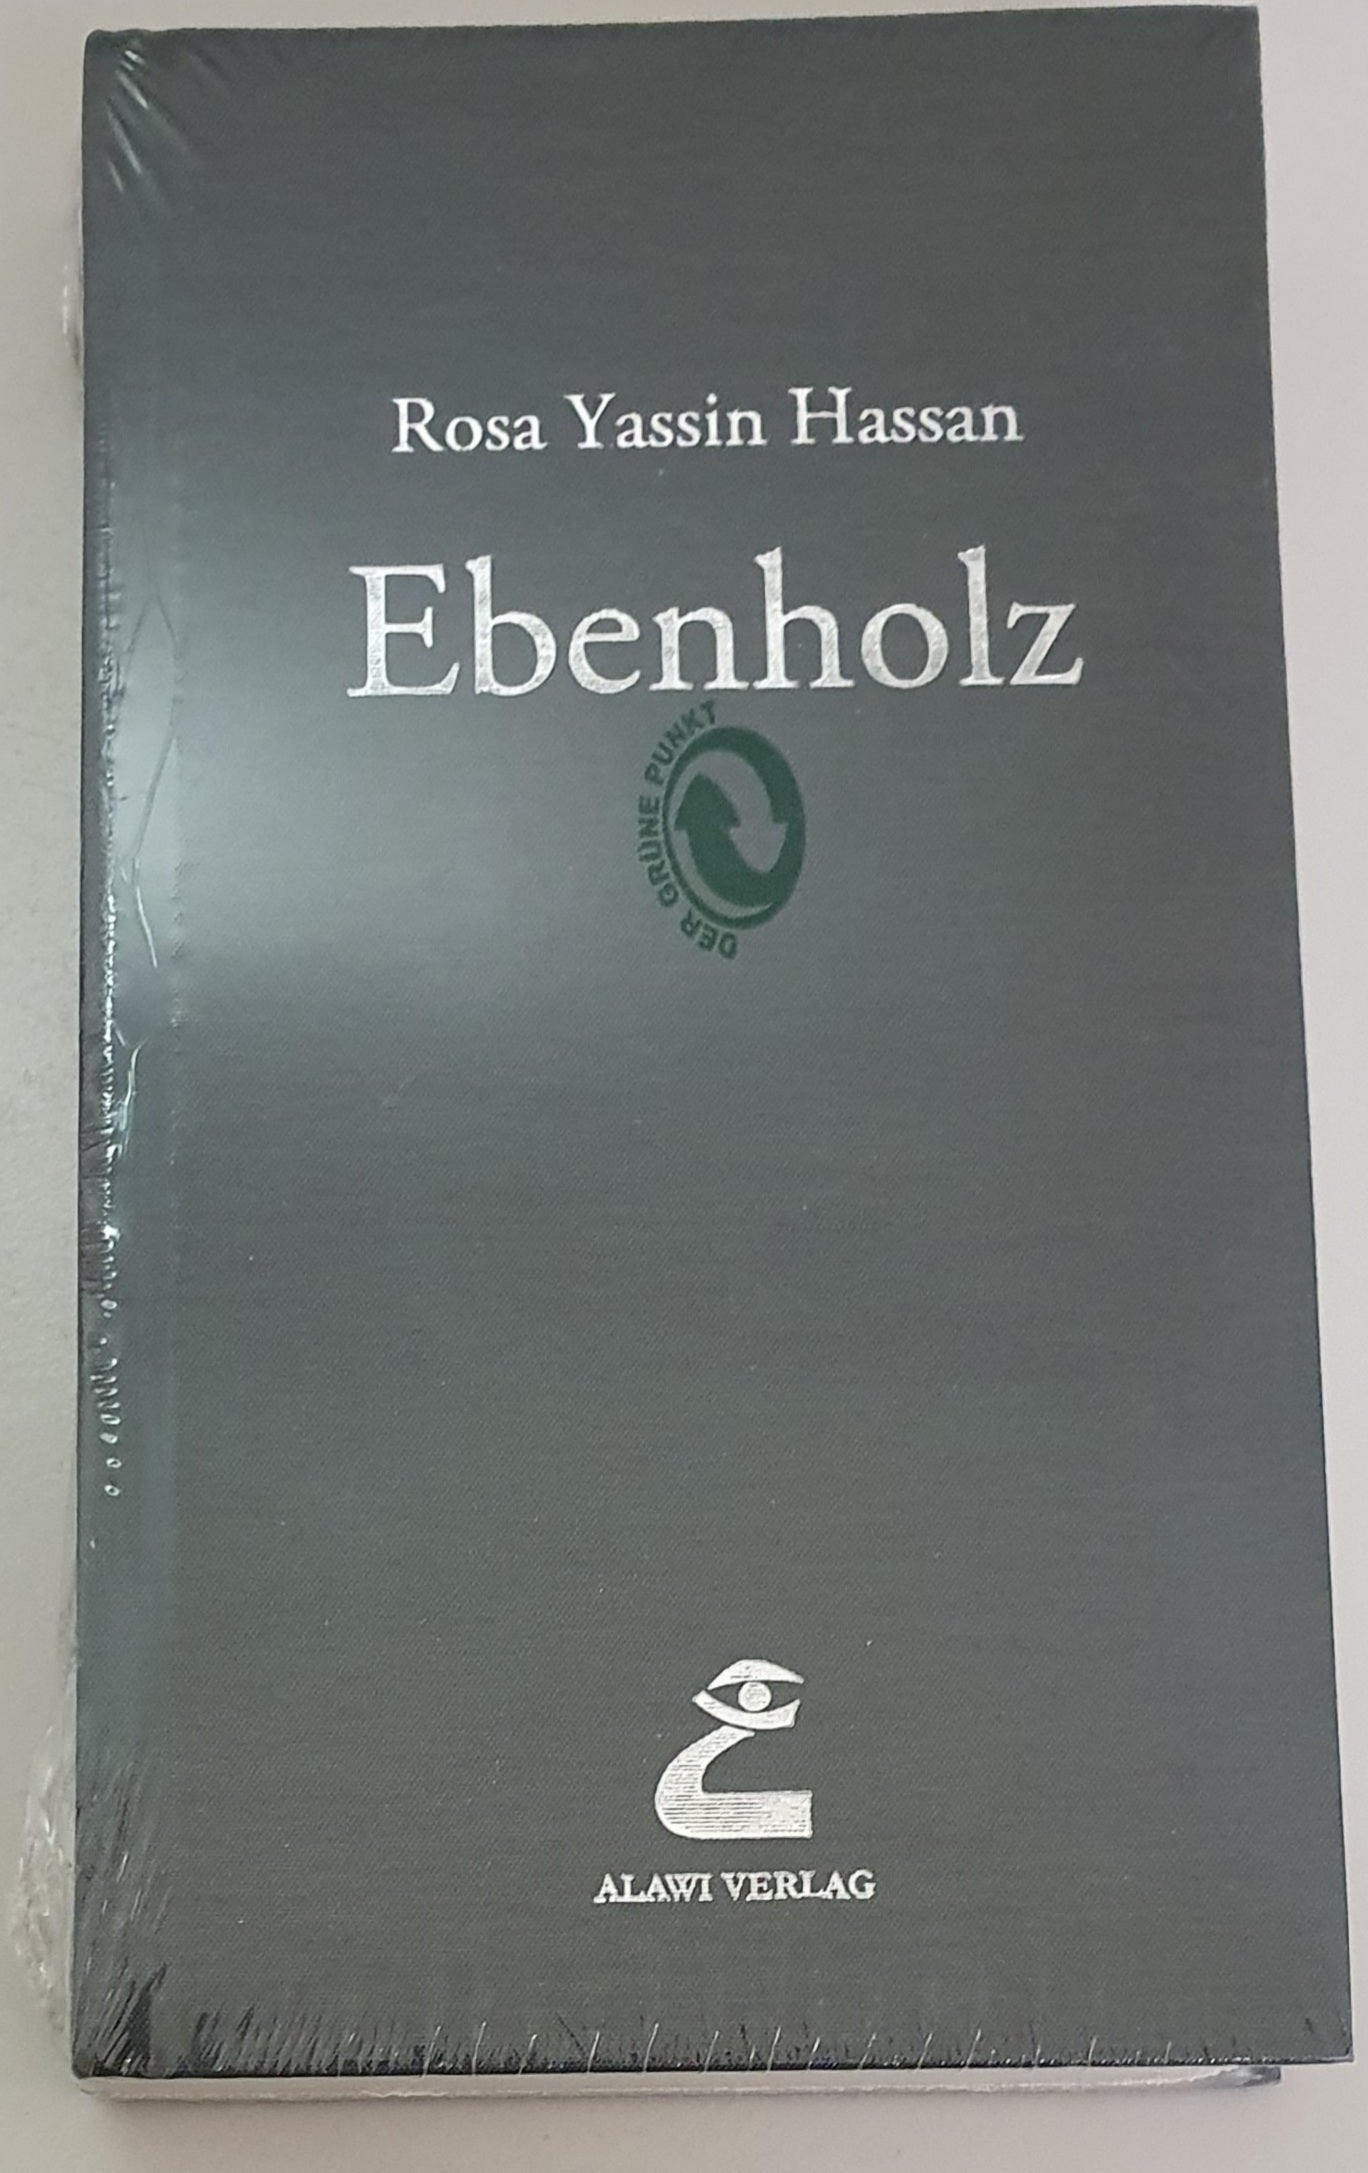 Rosa Yassin Hassan
Ebenholz
DER GRÜNE PUNKT
ALAWI VERLAG